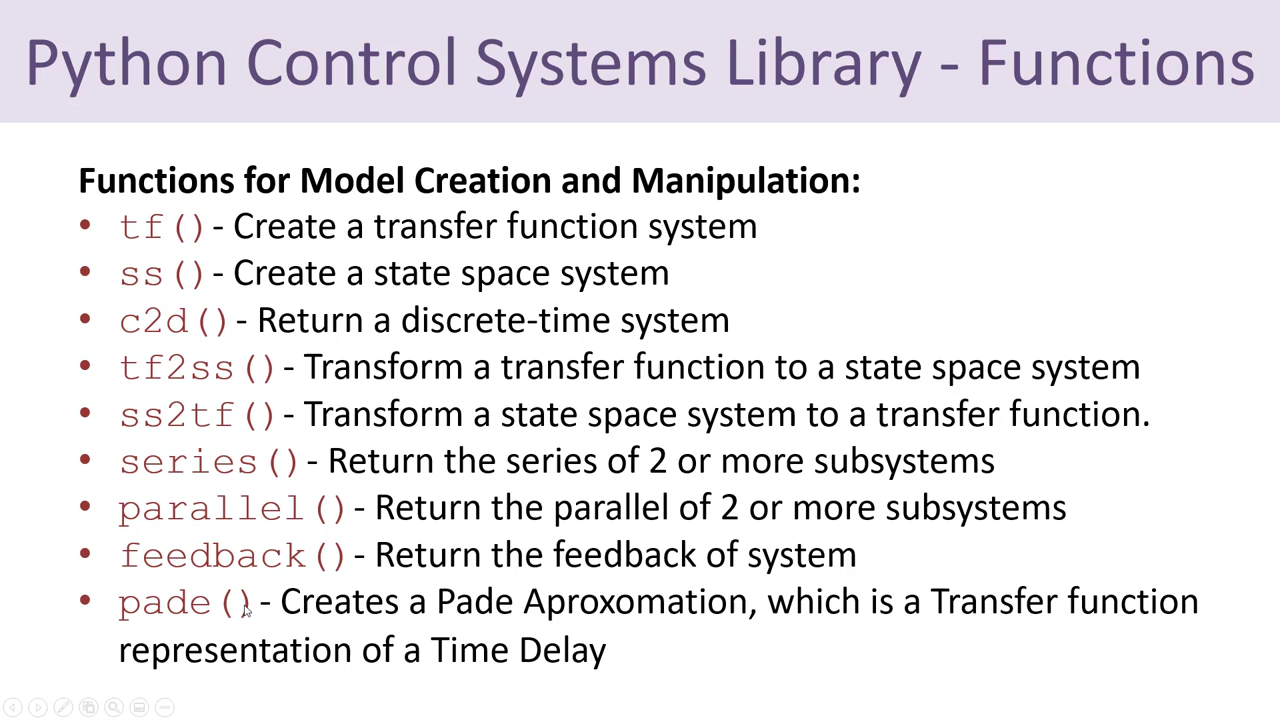 Python Control Systems Library - Functions
Functions for Model Creation and Manipulation:
• tf() - Create a transfer function system
• ss() - Create a state space system
• c2d() - Return a discrete-time system
• tf2ss() - Transform a transfer function to a state space system
• ss2tf() - Transform a state space system to a transfer function.
• series() - Return the series of 2 or more subsystems
• parallel() - Return the parallel of 2 or more subsystems
• feedback() - Return the feedback of system
• pade() - Creates a Pade Aproxomation, which is a Transfer function
representation of a Time Delay